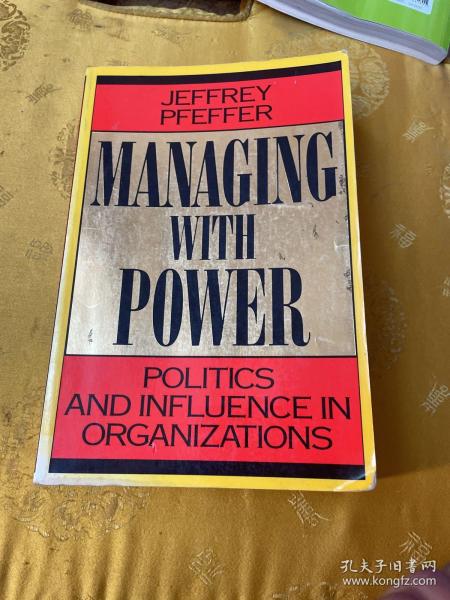 JEFFREY
PFEFFER
MANAGING
WITH
POWER
POLITICS
AND INFLUENCE IN
ORGANIZATIONS
孔夫子旧书网
www.kongfz.com